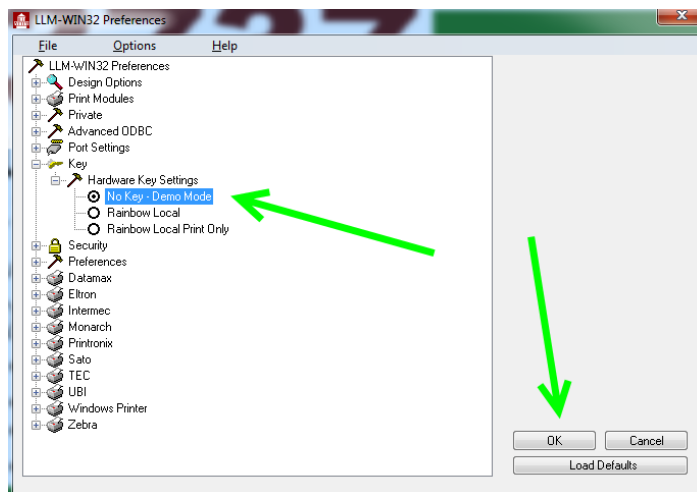 LLM-WIN32 Preferences
File Options Help
LLM-WIN32 Preferences
Design Options
Print Modules
Private
Advanced ODBC
Port Settings
Key
Hardware Key Settings
No Key - Demo Mode
Rainbow Local
Rainbow Local Print Only
Security
Preferences
Datamax
Eltron
Intermec
Monarch
Printronix
Sato
TEC
UBI
Windows Printer
Zebra
OK Cancel
Load Defaults